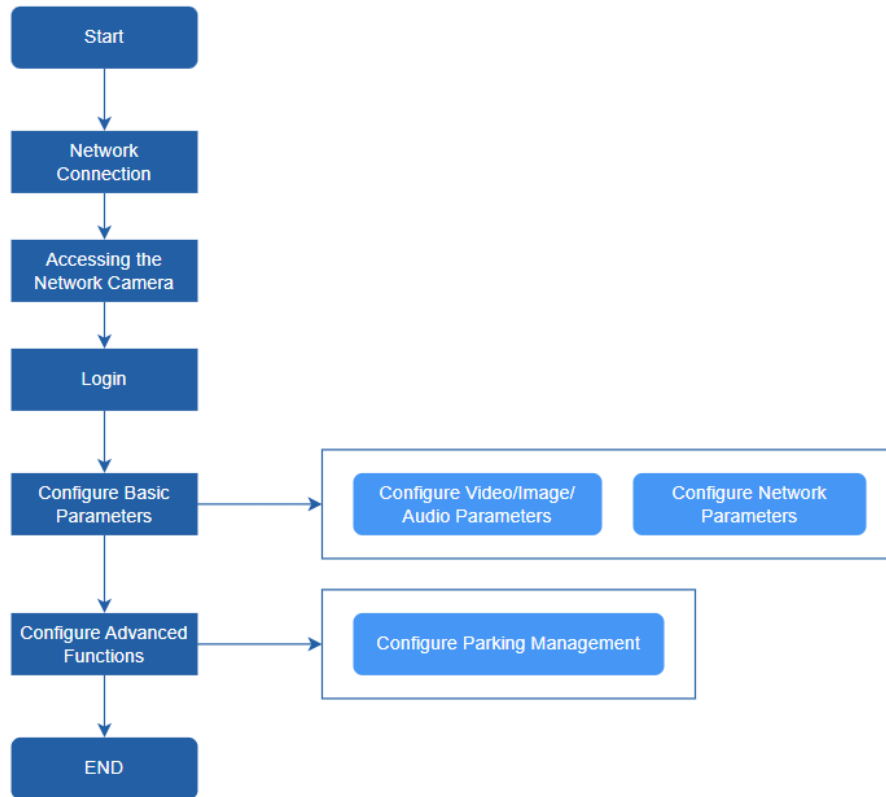 Start
Network
Connection
Accessing the
Network Camera
Login
Configure Basic
Parameters
Configure Video/Image/
Audio Parameters
Configure Network
Parameters
Configure Advanced
Functions
Configure Parking Management
END